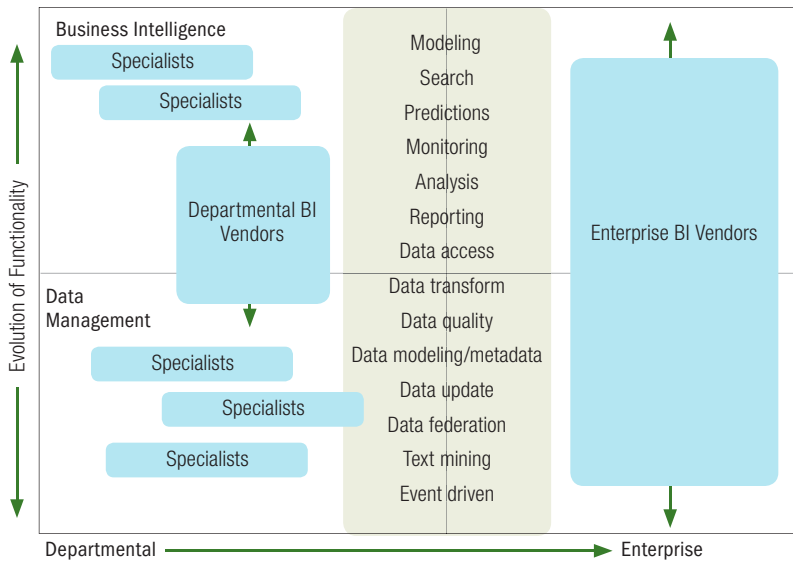 Business Intelligence
Specialists
Specialists
Departmental BI
Vendors
Data
Management
Specialists
Specialists
Specialists
Modeling
Search
Predictions
Monitoring
Analysis
Reporting
Data access
Data transform
Data quality
Data modeling/metadata
Data update
Data federation
Text mining
Event driven
Enterprise BI Vendors
Evolution of Functionality
Departmental
Enterprise